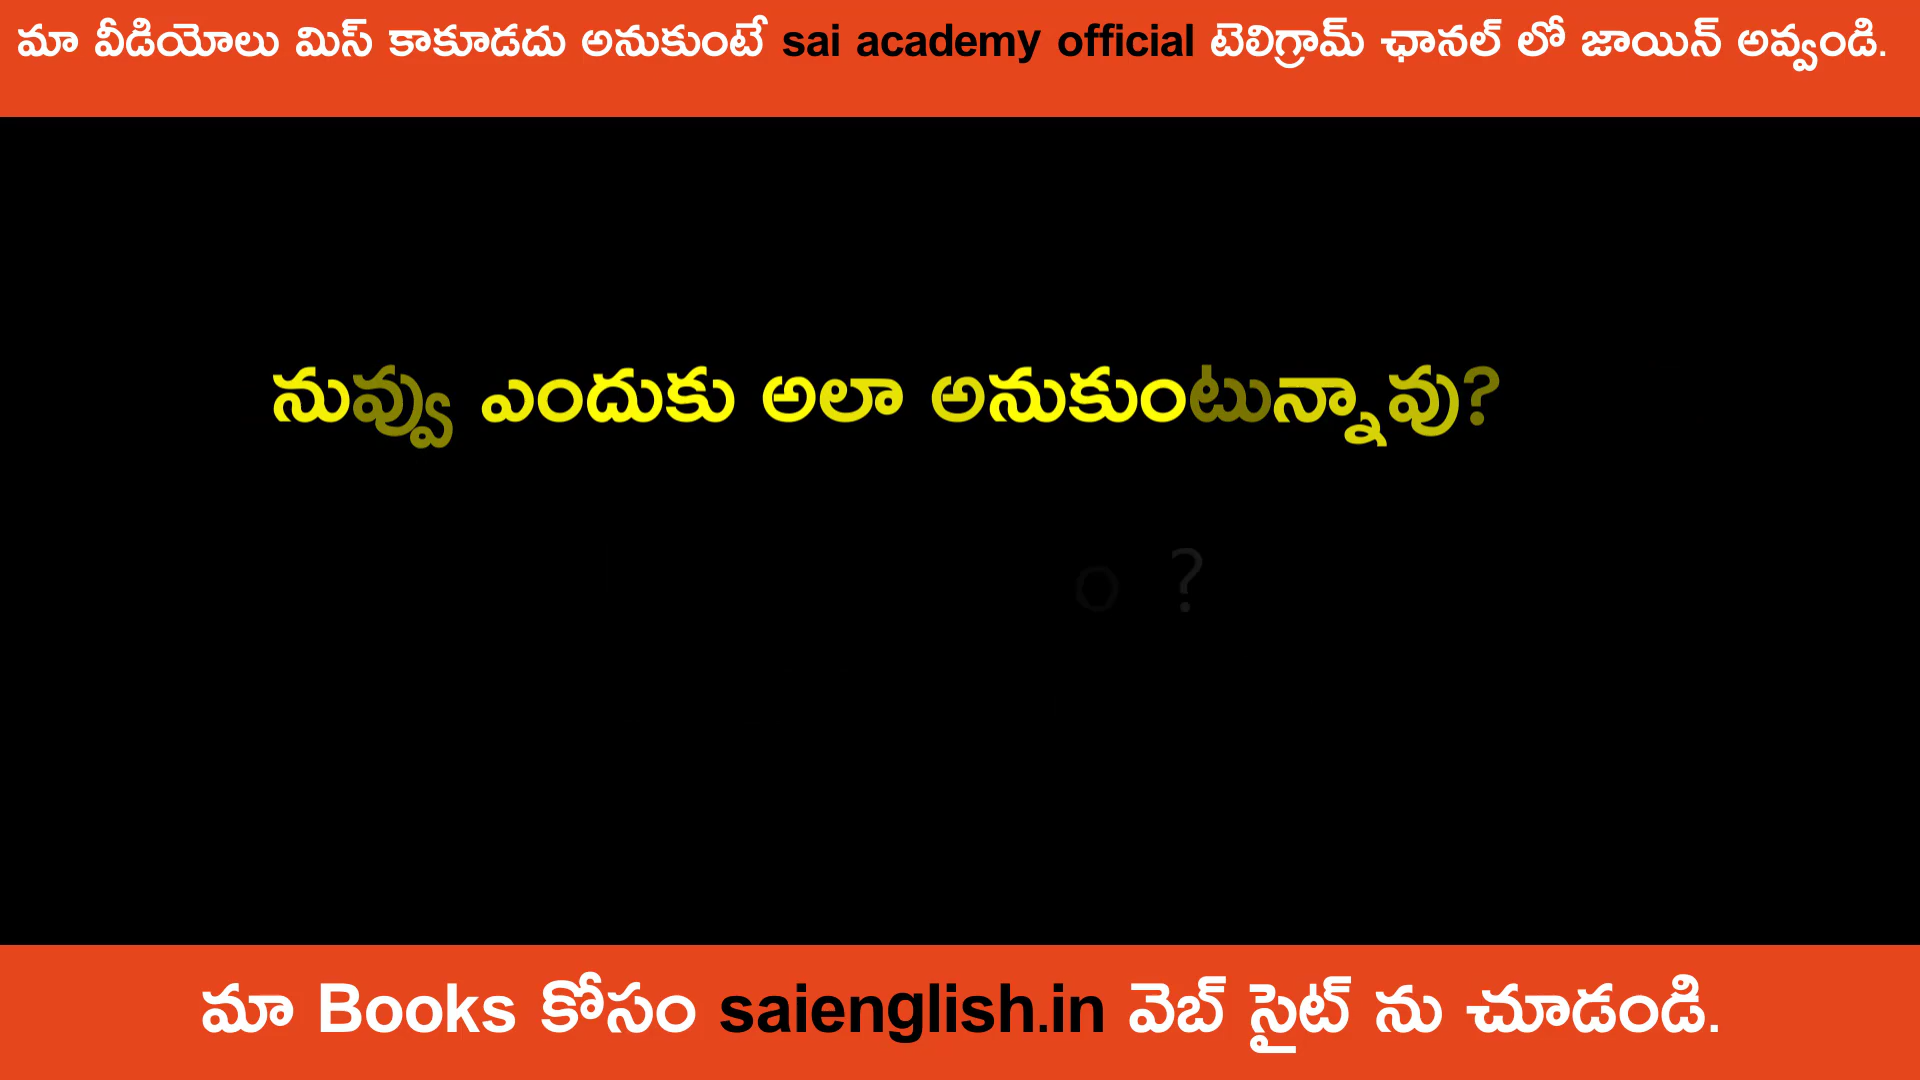 మా వీడియోలు మిస్ కాకూడదు అనుకుంటే sai academy official టెలిగ్రామ్ ఛానల్ లో జాయిన్ అవ్వండి.
నువ్వు ఎందుకు అలా అనుకుంటున్నావు?
o ?
మా Books కోసం saienglish.in వెబ్ సైట్ ను చూడండి.